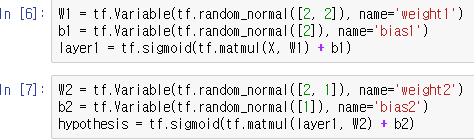 In [6]: W1 = tf.Variable(tf.random_normal([2, 2]), name='weight1')
b1 = tf.Variable(tf.random_normal([2]), name='bias1')
layer1 = tf.sigmoid(tf.matmul(X, W1) + b1)
In [7]: W2 = tf.Variable(tf.random_normal([2, 1]), name='weight2')
b2 = tf.Variable(tf.random_normal([1]), name='bias2')
hypothesis = tf.sigmoid(tf.matmul(layer1, W2) + b2)